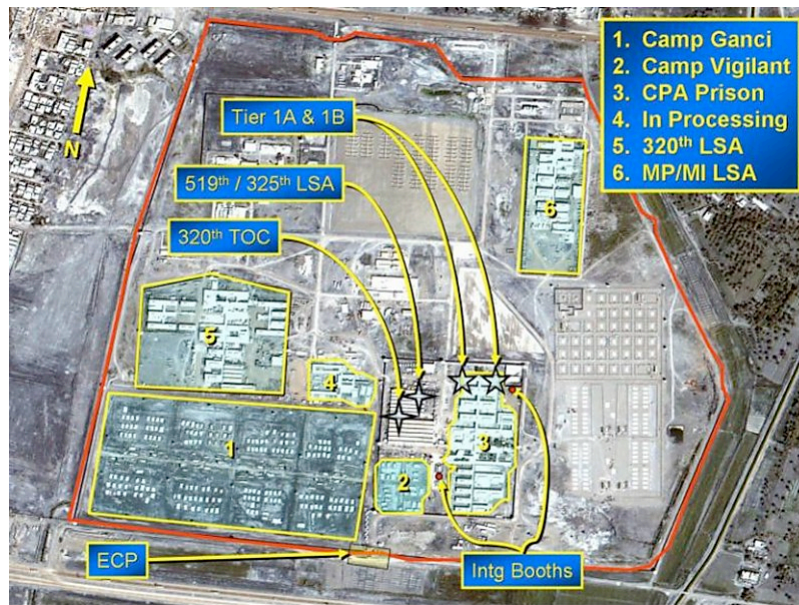 1. Camp Ganci
2. Camp Vigilant
3. CPA Prison
4. In Processing
5. 320th LSA
6. MP/MI LSA
N
Tier 1A & 1B
519th / 325th LSA
320th TOC
6
5
4
1
3
2
ECP
Intg Booths